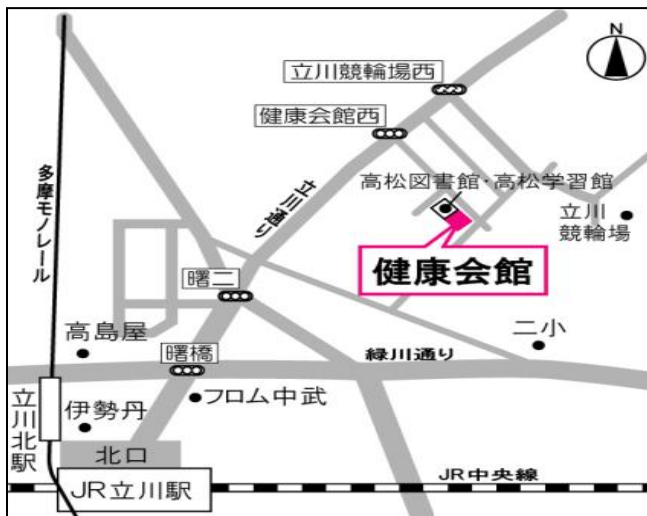 N
立川競輪場西
健康会館西
多摩モノレール
高松図書館・高松学習館
立川通り
立川
競輪場
健康会館
曙二
高島屋
曙橋
二小
緑川通り
フロム中武
立川北駅
伊勢丹
北口
JR中央線
JR立川駅